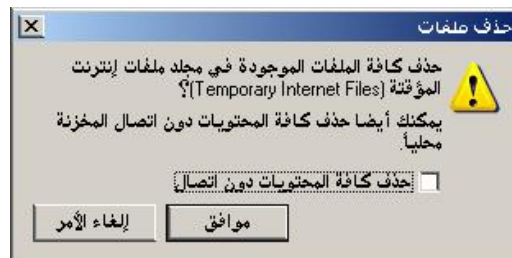 حذف ملفات
حذف كافة الملفات الموجودة في مجلد ملفات إنترنت
المؤقتة (Temporary Internet Files)؟
يمكنك أيضا حذف كافة المحتويات دون اتصال المخزنة
محلياً.
حذف كافة المحتويات دون اتصال
موافق
إلغاء الأمر